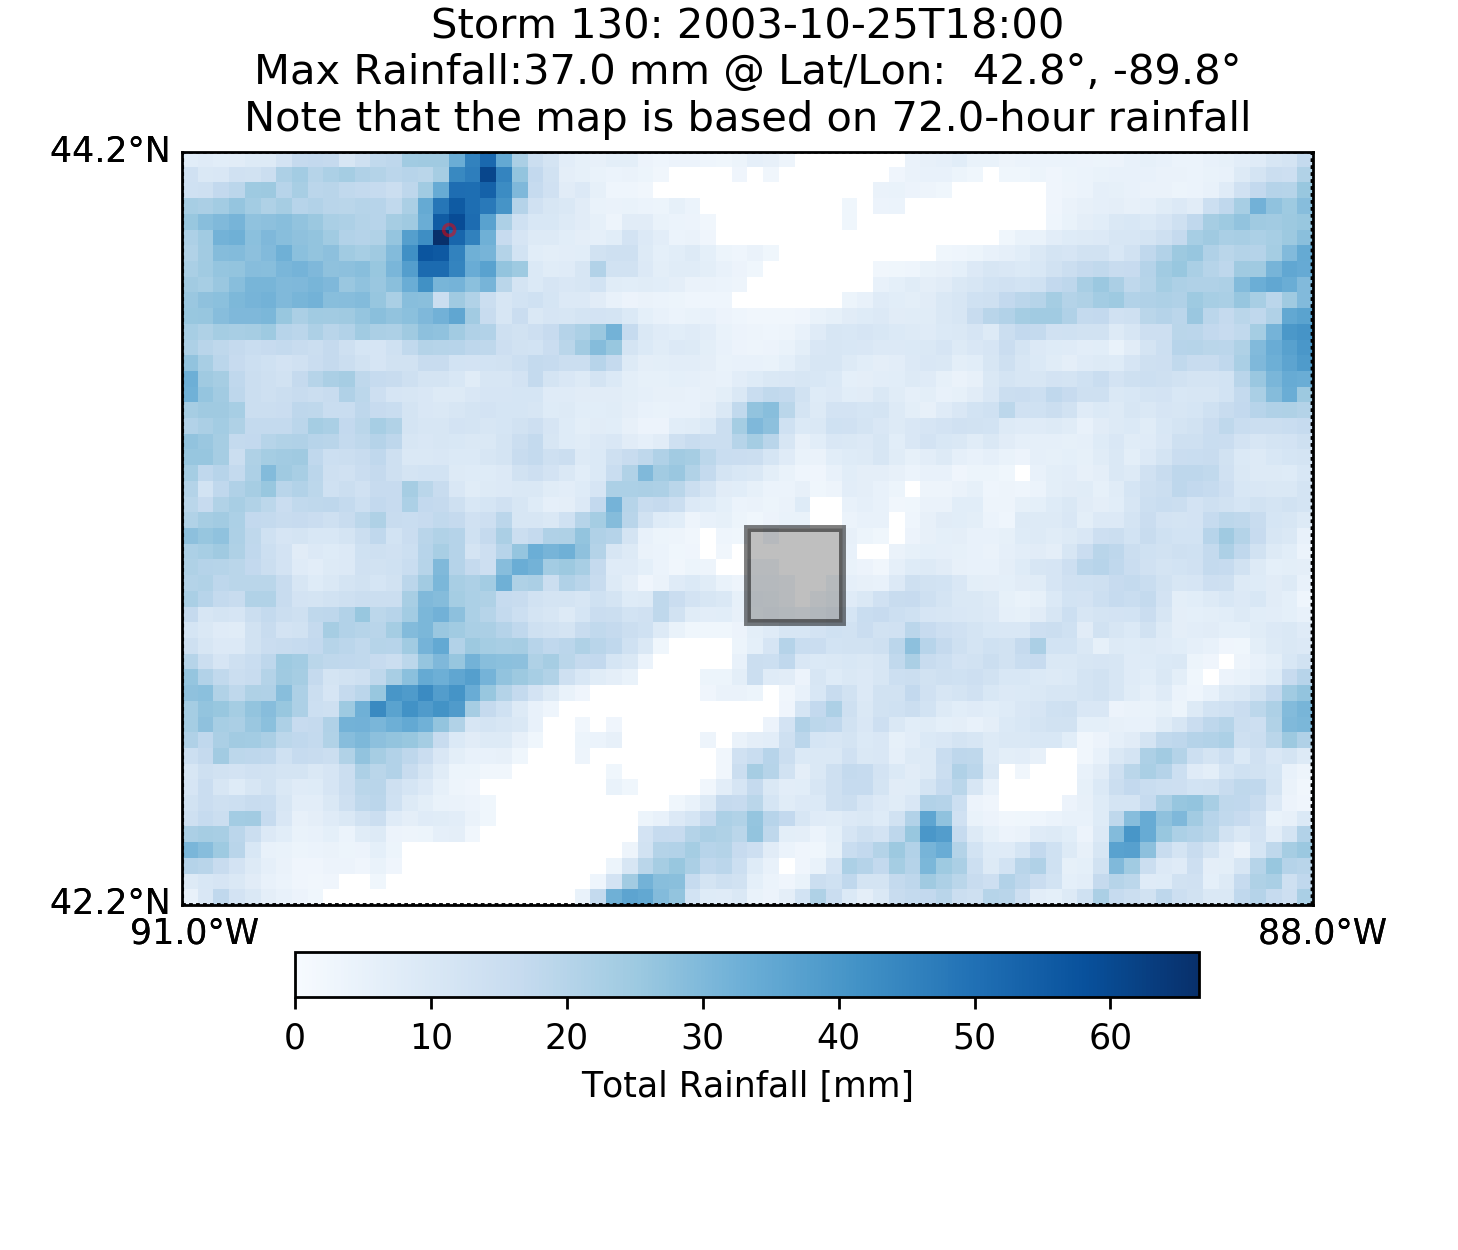 Storm 130: 2003-10-25T18:00
Max Rainfall:37.0 mm @ Lat/Lon:  42.8°, -89.8°
Note that the map is based on 72.0-hour rainfall
44.2°N
42.2°N
91.0°W
88.0°W
0 10 20 30 40 50 60
Total Rainfall [mm]